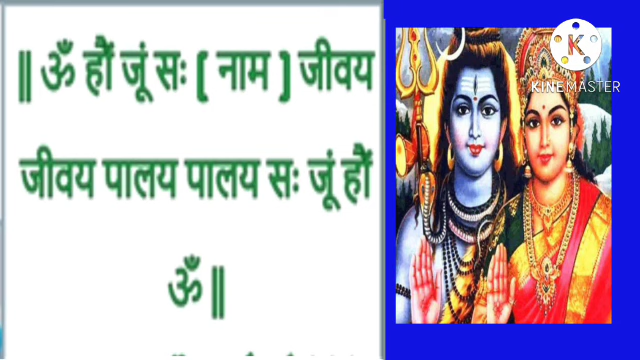 || ॐ हौं जूं सः ( नाम ) जीवय
जीवय पालय पालय सः जूं हौं
ॐ ||
K
KINEMASTER